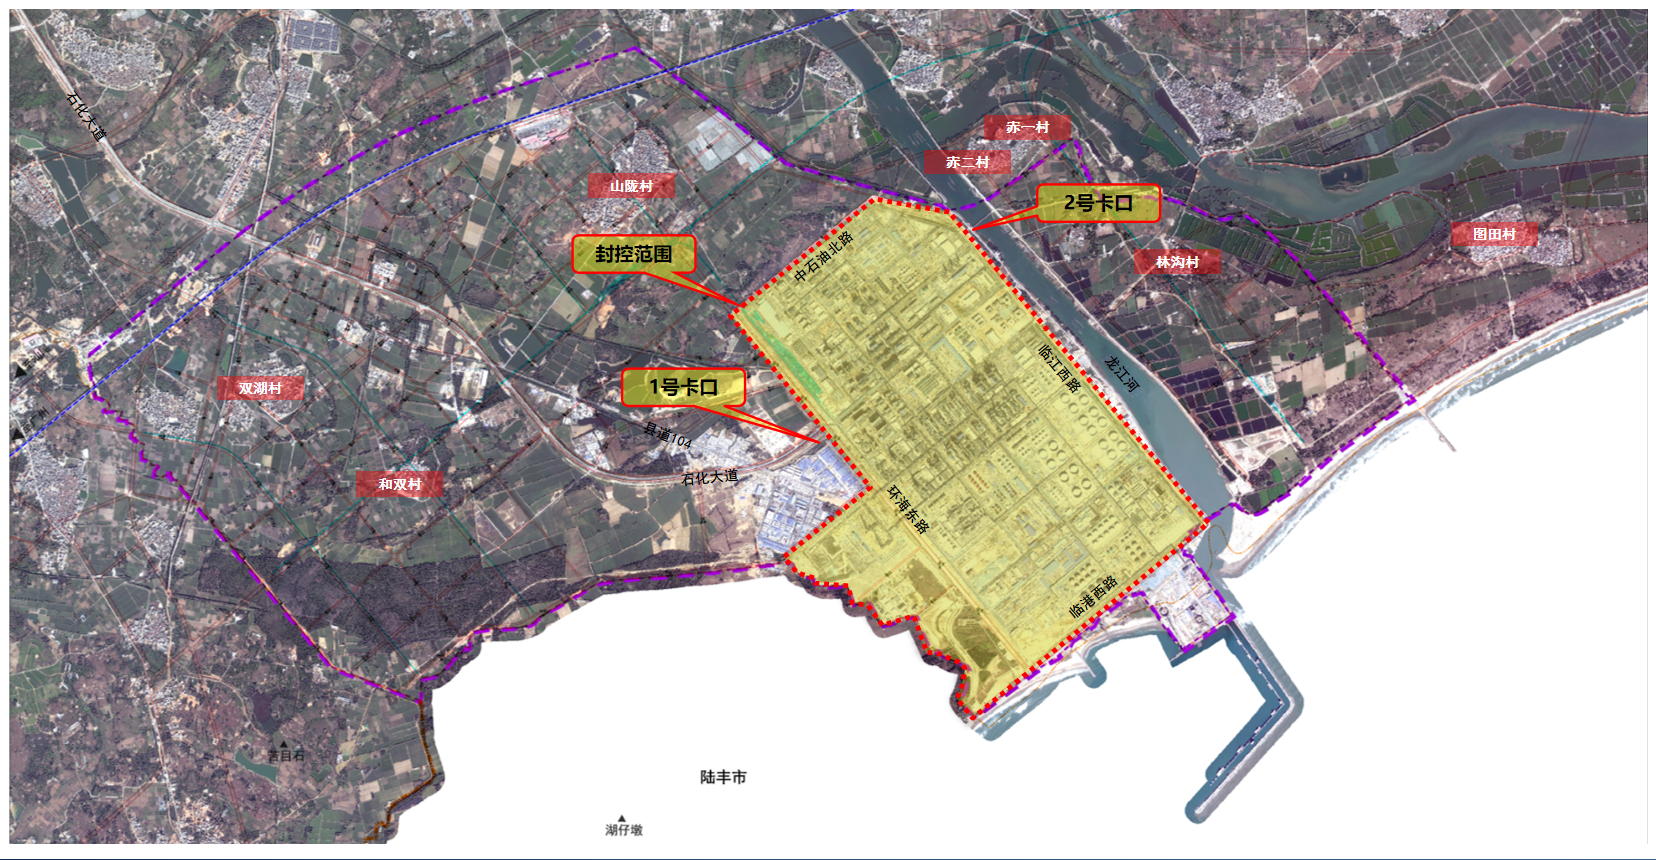 石化大道
赤一村
赤二村
山陇村
2号卡口
图田村
封控范围
中石油北路
林沟村
临江西路
龙江河
双湖村
1号卡口
县道104
石化大道
和双村
环海东路
临港西路
陆丰市
湖仔墩